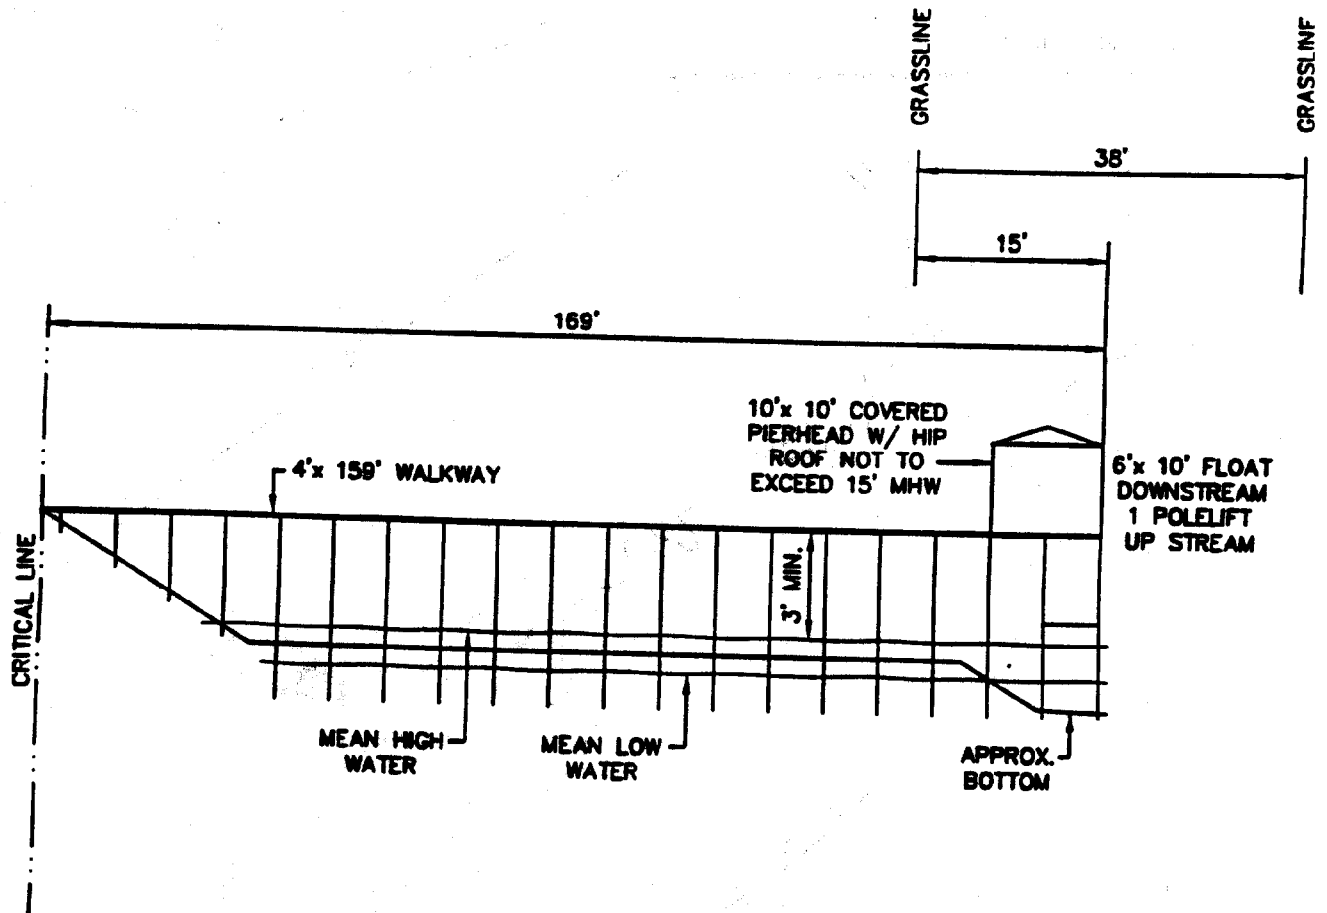 GRASSLINE
GRASSLINE
38'
15'
169'
10'x 10' COVERED
PIERHEAD W/ HIP
ROOF NOT TO
EXCEED 15' MHW
4'x 159' WALKWAY
6'x 10' FLOAT
DOWNSTREAM
1 POLELIFT
UP STREAM
3' MIN.
CRITICAL LINE
MEAN HIGH
WATER
MEAN LOW
WATER
APPROX.
BOTTOM